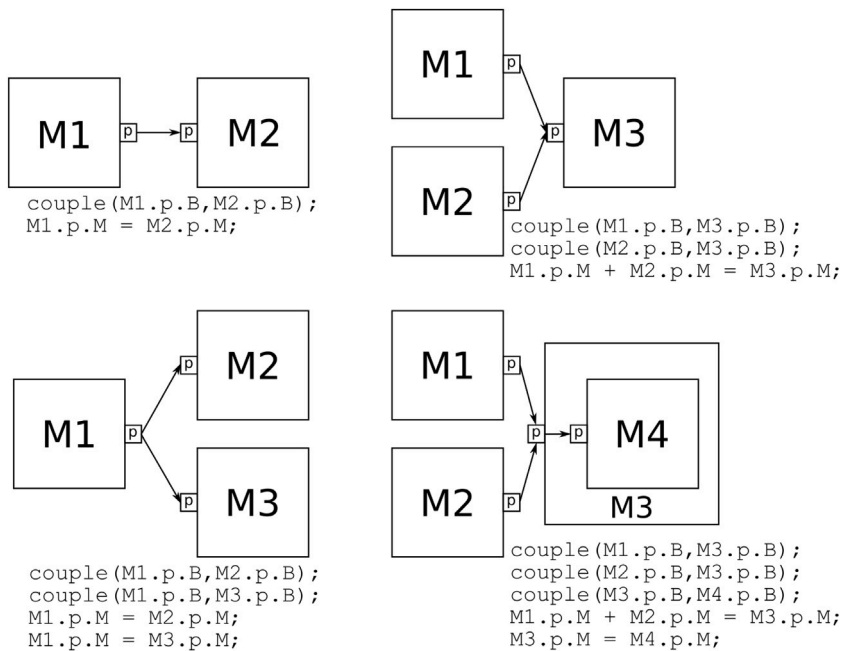 M1
p
p
M2
couple(M1.p.B,M2.p.B);
M1.p.M = M2.p.M;
M1
p
M2
p
p
M3
couple(M1.p.B,M3.p.B);
couple(M2.p.B,M3.p.B);
M1.p.M + M2.p.M = M3.p.M;
M1
p
p
M2
p
M3
couple(M1.p.B,M2.p.B);
couple(M1.p.B,M3.p.B);
M1.p.M = M2.p.M;
M1.p.M = M3.p.M;
M1
p
M2
p
p
p
M4
M3
couple(M1.p.B,M3.p.B);
couple(M2.p.B,M3.p.B);
couple(M3.p.B,M4.p.B);
M1.p.M + M2.p.M = M3.p.M;
M3.p.M = M4.p.M;